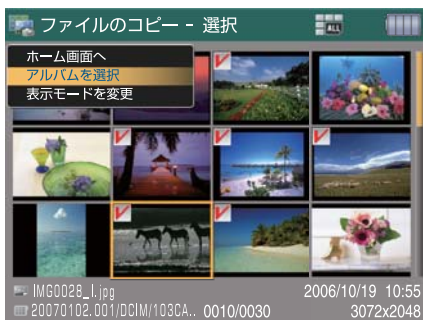 ファイルのコピー - 選択
ALL
ホーム画面へ
アルバムを選択
表示モードを変更
IMG0028_l.jpg
2006/10/19 10:55
20070102.001/DCIM/103CA.. 0010/0030
3072x2048